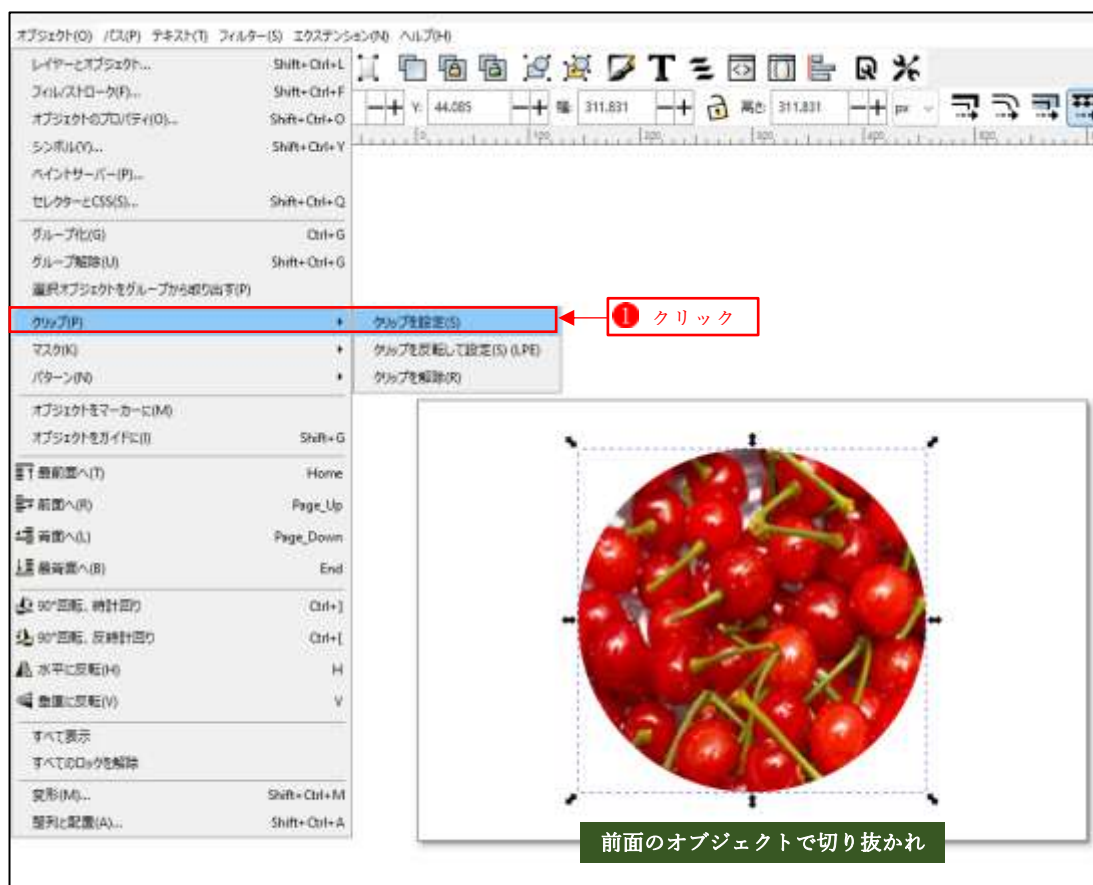 オブジェクト(O) パス(P) テキスト(T) フィルター(S) エクステンション(N) ヘルプ(H)
レイヤーとオブジェクト... Shift+Ctrl+L
フィル/ストローク(F)... Shift+Ctrl+F
オブジェクトのプロパティ(O)... Shift+Ctrl+O
シンボル(Y)... Shift+Ctrl+Y
ペイントサーバー(P)...
セレクターとCSS(S)... Shift+Ctrl+Q
グループ化(G) Ctrl+G
グループ解除(U) Shift+Ctrl+G
選択オブジェクトをグループから取り出す(P)
クリップ(P)
マスク(K)
パターン(N)
オブジェクトをマーカーに(M)
オブジェクトをガイドに(I) Shift+G
最前面へ(T) Home
前面へ(R) Page_Up
背面へ(L) Page_Down
最背面へ(B) End
90°回転、時計回り Ctrl+]
90°回転、反時計回り Ctrl+[
水平に反転(H) H
垂直に反転(V) V
すべて表示
すべてのロックを解除
変形(M)... Shift+Ctrl+M
整列と配置(A)... Shift+Ctrl+A
クリップを設定(S)
クリップを反転して設定(S) (LPE)
クリップを解除(R)
Y: 44.085 幅: 311.831 高さ: 311.831 px
0 100 200 300 400 500
1 クリック
前面のオブジェクトで切り抜かれ